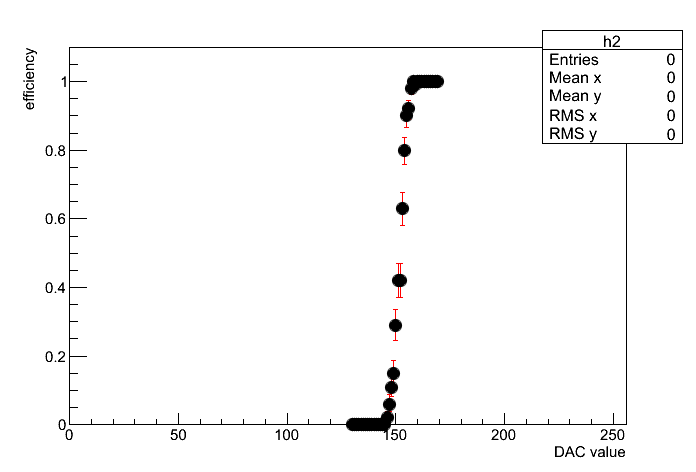 h2
Entries 0
Mean x 0
Mean y 0
RMS x 0
RMS y 0
efficiency
1
0.8
0.6
0.4
0.2
0
0 50 100 150 200 250
DAC value